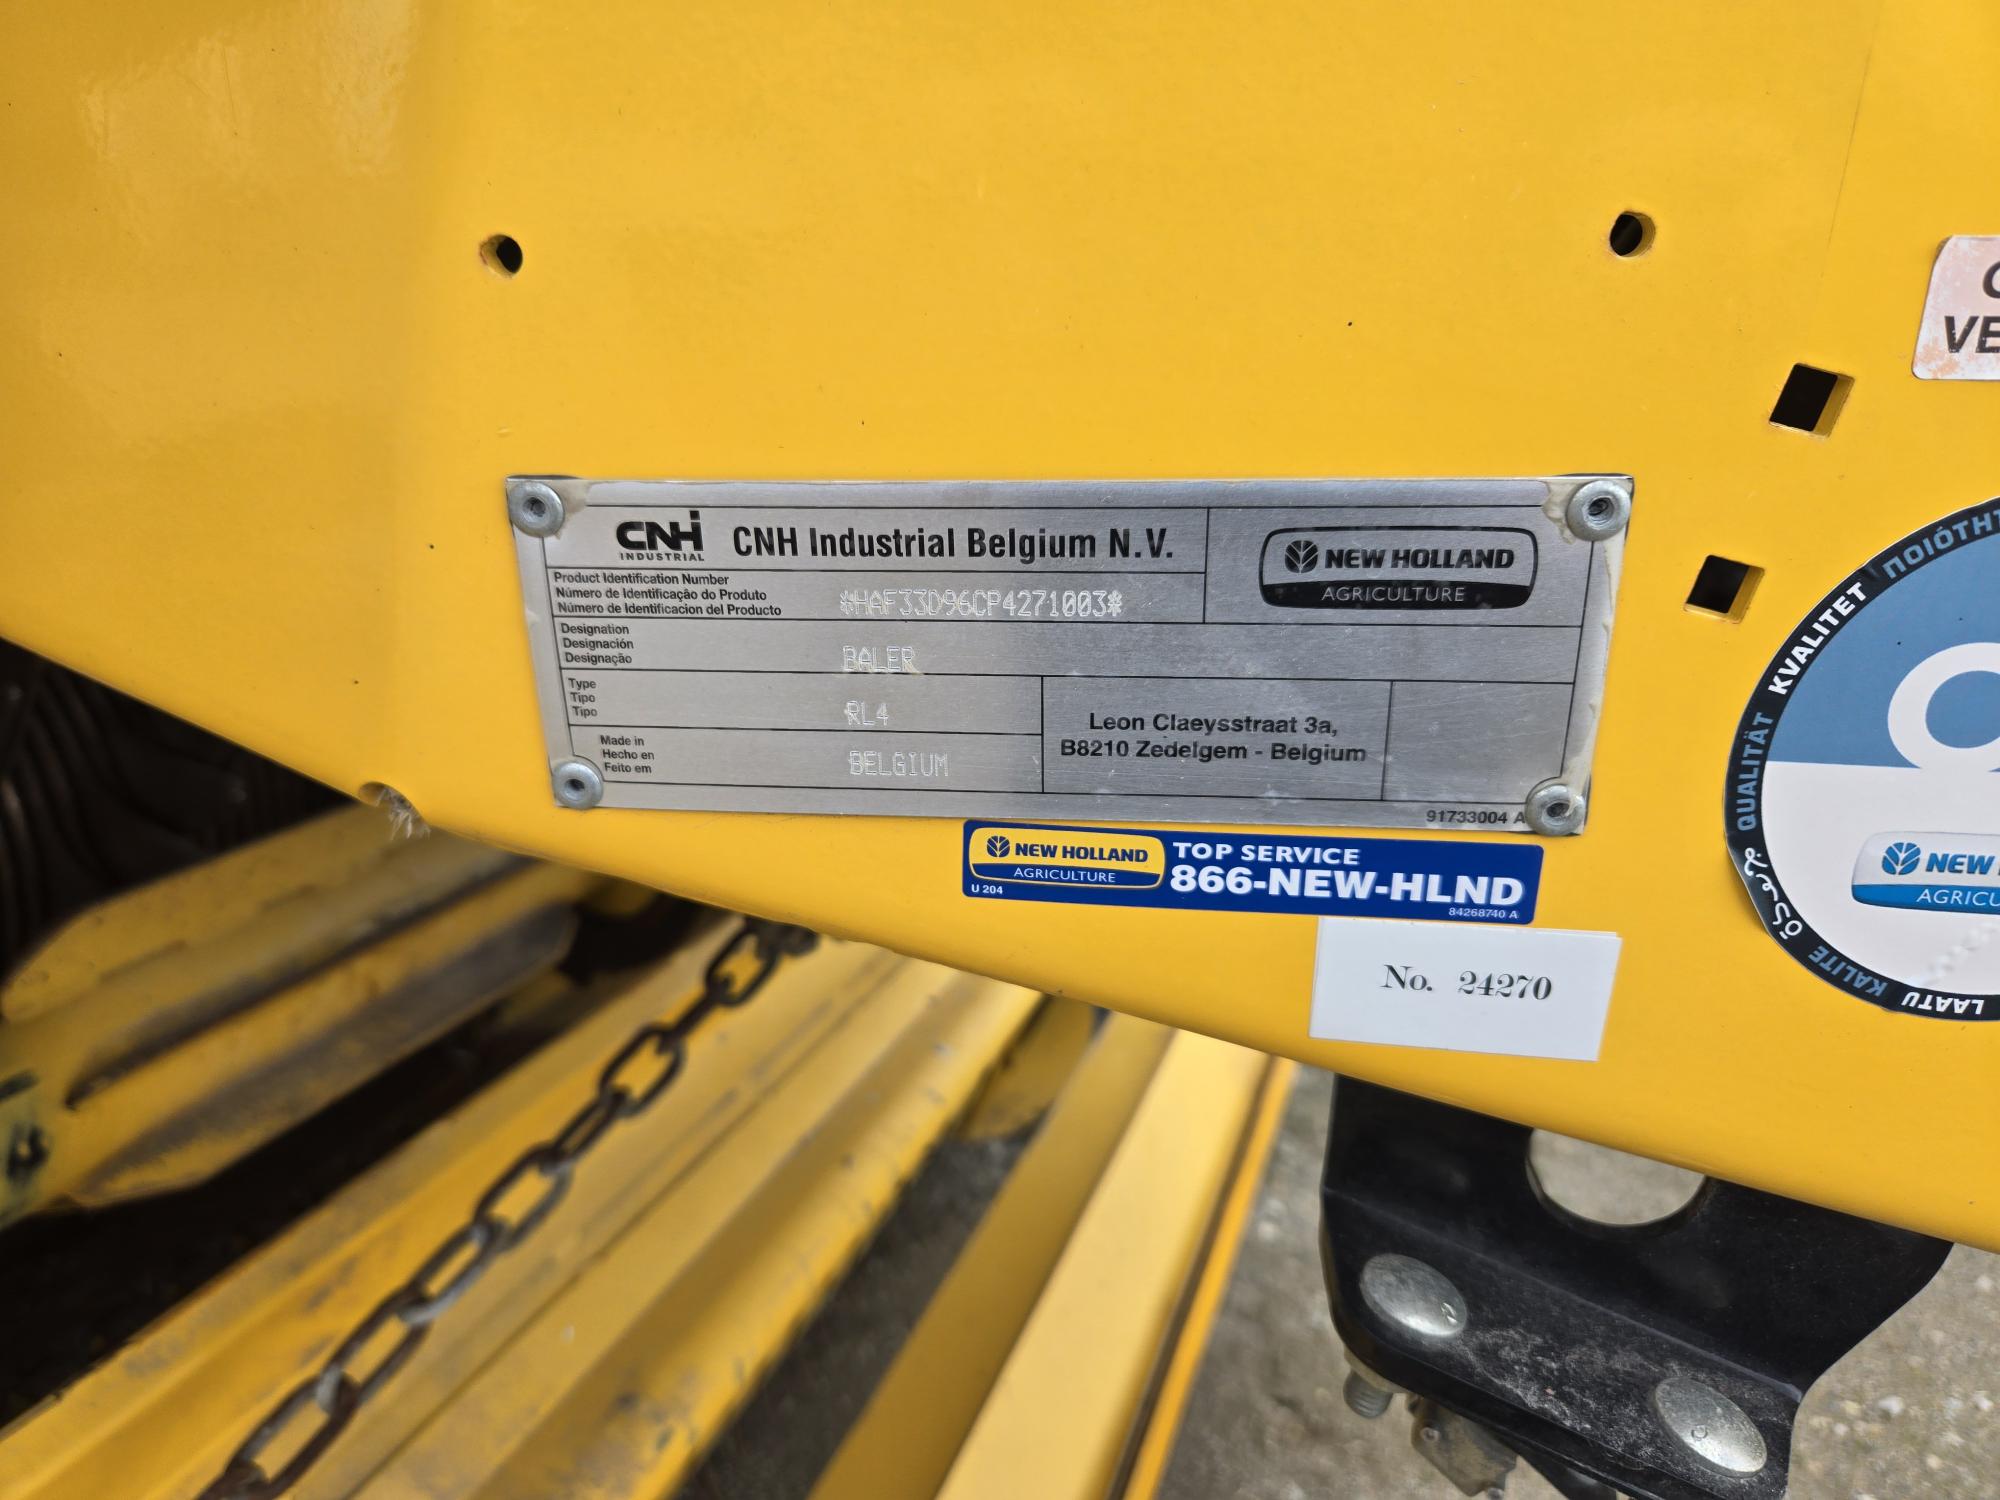 CNH
INDUSTRIAL
CNH Industrial Belgium N.V.
NEW HOLLAND
AGRICULTURE
Product Identification Number
Número de Identificação do Produto
Número de Identificacion del Producto
*HAF33D96CP4271003*
Designation
Designación
Designação
BALER
Type
Tipo
Tipo
RL4
Leon Claeysstraat 3a,
B8210 Zedelgem - Belgium
Made in
Hecho en
Feito em
BELGIUM
91733004 A
NEW HOLLAND
AGRICULTURE
U 204
TOP SERVICE
866-NEW-HLND
84268740 A
No. 24270
VE
KVALITET
QUALITÄT
KALITE
LAATU
NEW